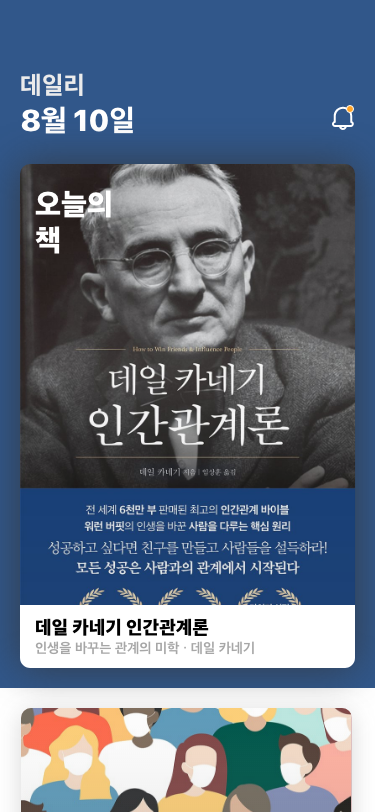 데일리
8월 10일
오늘의
책
How to Win Friends & Influence People
데일 카네기
인간관계론
데일 카네기 지음 | 임상훈 옮김
전 세계 6천만 부 판매된 최고의 인간관계 바이블
워런 버핏의 인생을 바꾼 사람을 다루는 핵심 원리
성공하고 싶다면 친구를 만들고 사람들을 설득하라!
모든 성공은 사람과의 관계에서 시작된다
데일 카네기 인간관계론
인생을 바꾸는 관계의 미학 · 데일 카네기